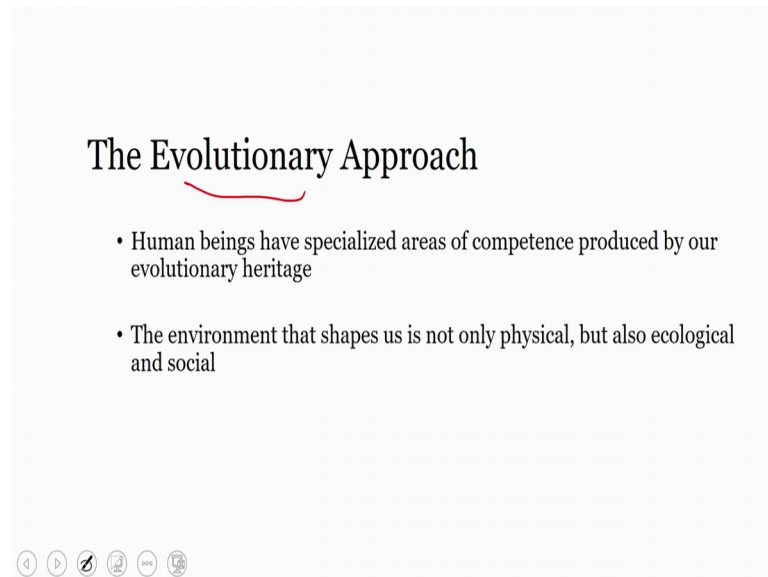 The Evolutionary Approach
• Human beings have specialized areas of competence produced by our
evolutionary heritage
• The environment that shapes us is not only physical, but also ecological
and social